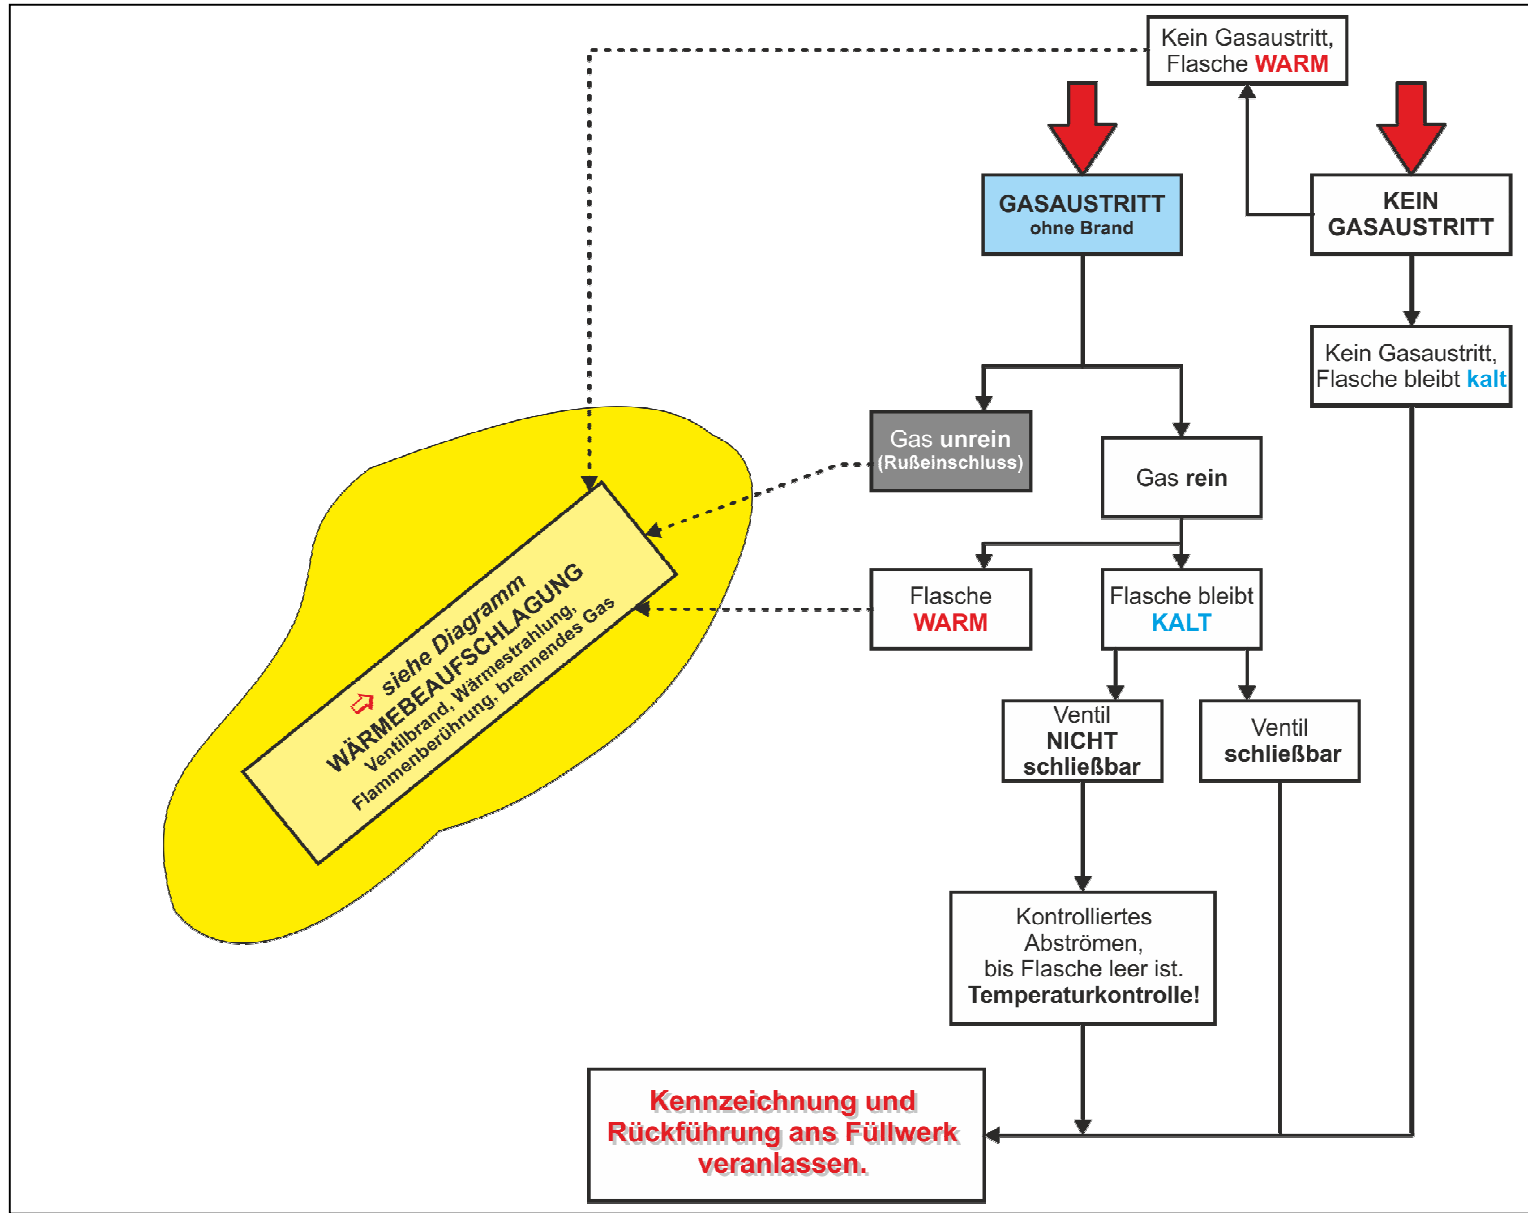 Kein Gasaustritt,
Flasche WARM
GASAUSTRITT
ohne Brand
KEIN
GASAUSTRITT
Kein Gasaustritt,
Flasche bleibt kalt
Gas unrein
(Rußeinschluss)
Gas rein
siehe Diagramm
WÄRMEBEAUFSCHLAGUNG
Ventilbrand, Wärmestrahlung,
Flammenberührung, brennendes Gas
Flasche
WARM
Flasche bleibt
KALT
Ventil
NICHT
schließbar
Ventil
schließbar
Kontrolliertes
Abströmen,
bis Flasche leer ist.
Temperaturkontrolle!
Kennzeichnung und
Rückführung ans Füllwerk
veranlassen.